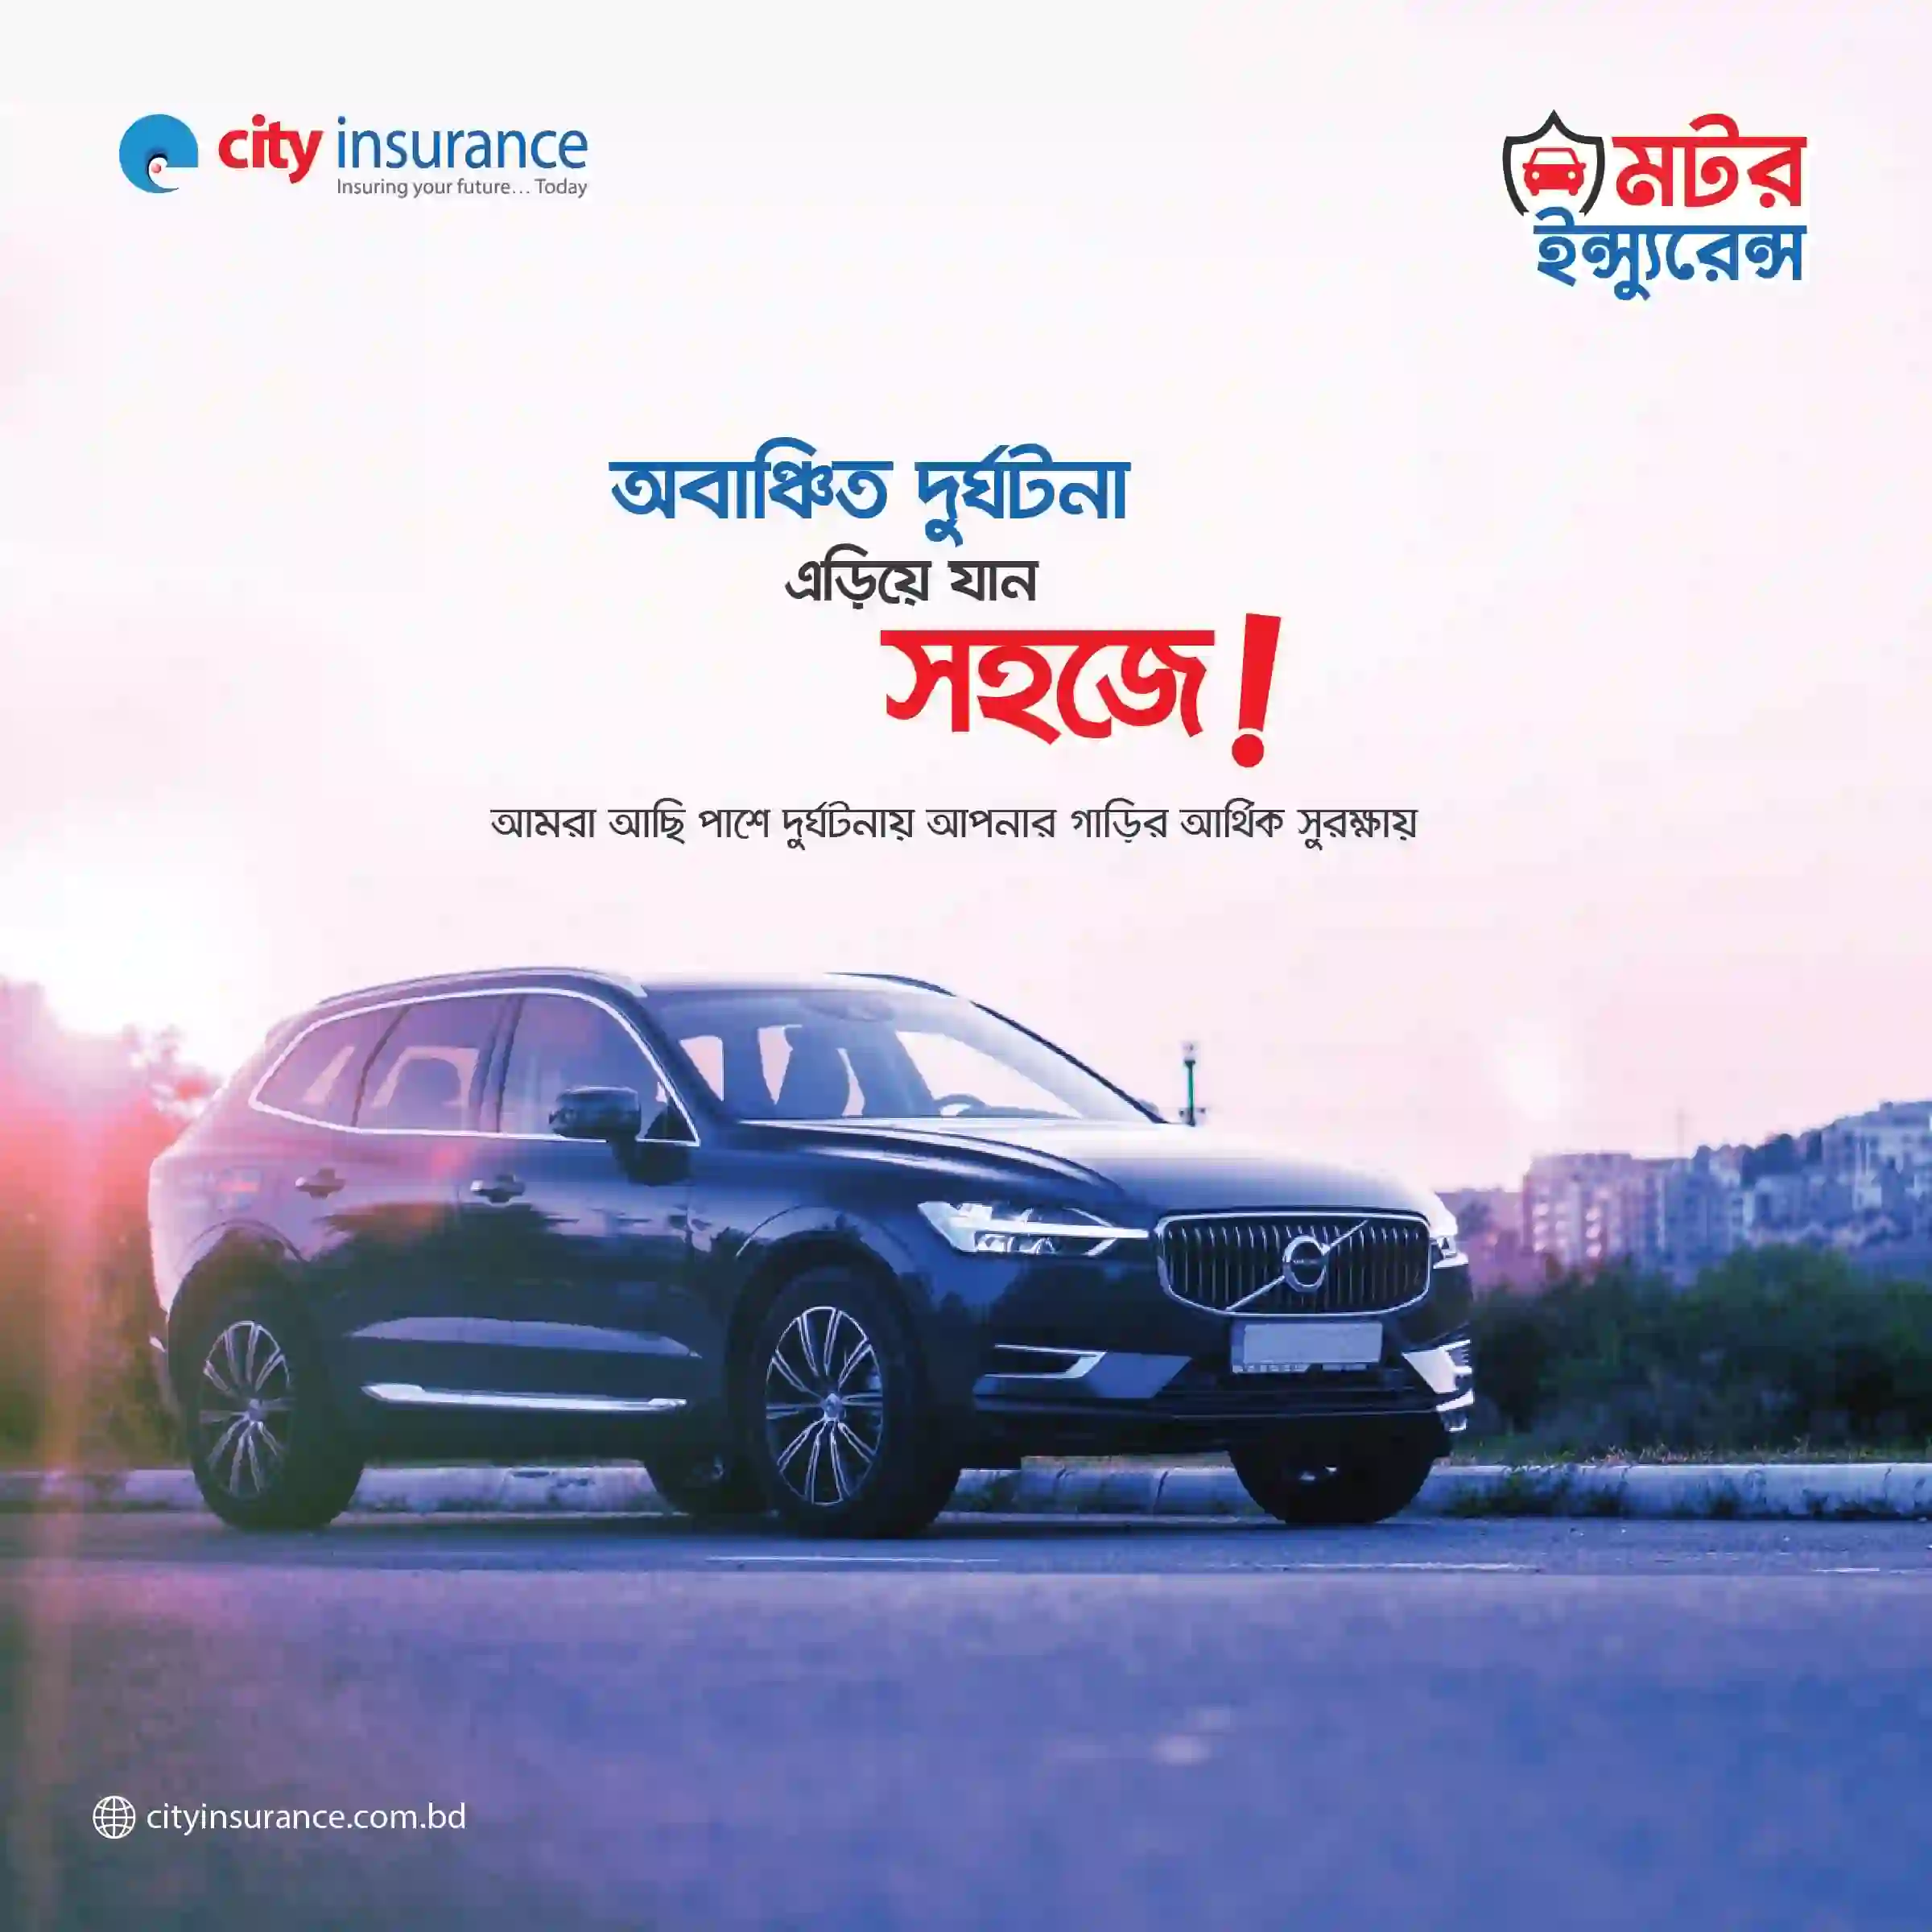 city insurance
Insuring your future... Today
মটর
ইন্স্যুরেন্স
অবাঞ্চিত দুর্ঘটনা
এড়িয়ে যান
সহজে!
আমরা আছি পাশে দুর্ঘটনায় আপনার গাড়ির আর্থিক সুরক্ষায়
cityinsurance.com.bd